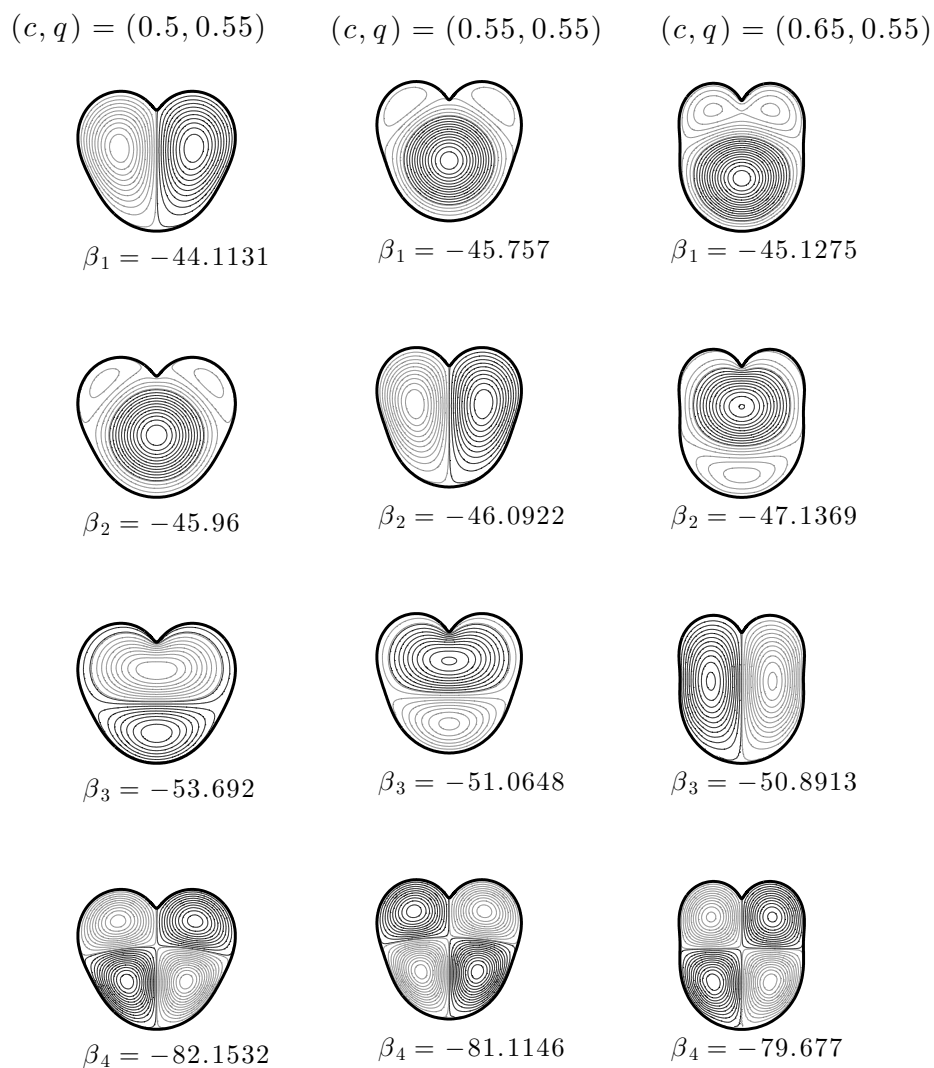 (c, q) = (0.5, 0.55) (c, q) = (0.55, 0.55) (c, q) = (0.65, 0.55)
β₁ = −44.1131 β₁ = −45.757 β₁ = −45.1275
β₂ = −45.96 β₂ = −46.0922 β₂ = −47.1369
β₃ = −53.692 β₃ = −51.0648 β₃ = −50.8913
β₄ = −82.1532 β₄ = −81.1146 β₄ = −79.677